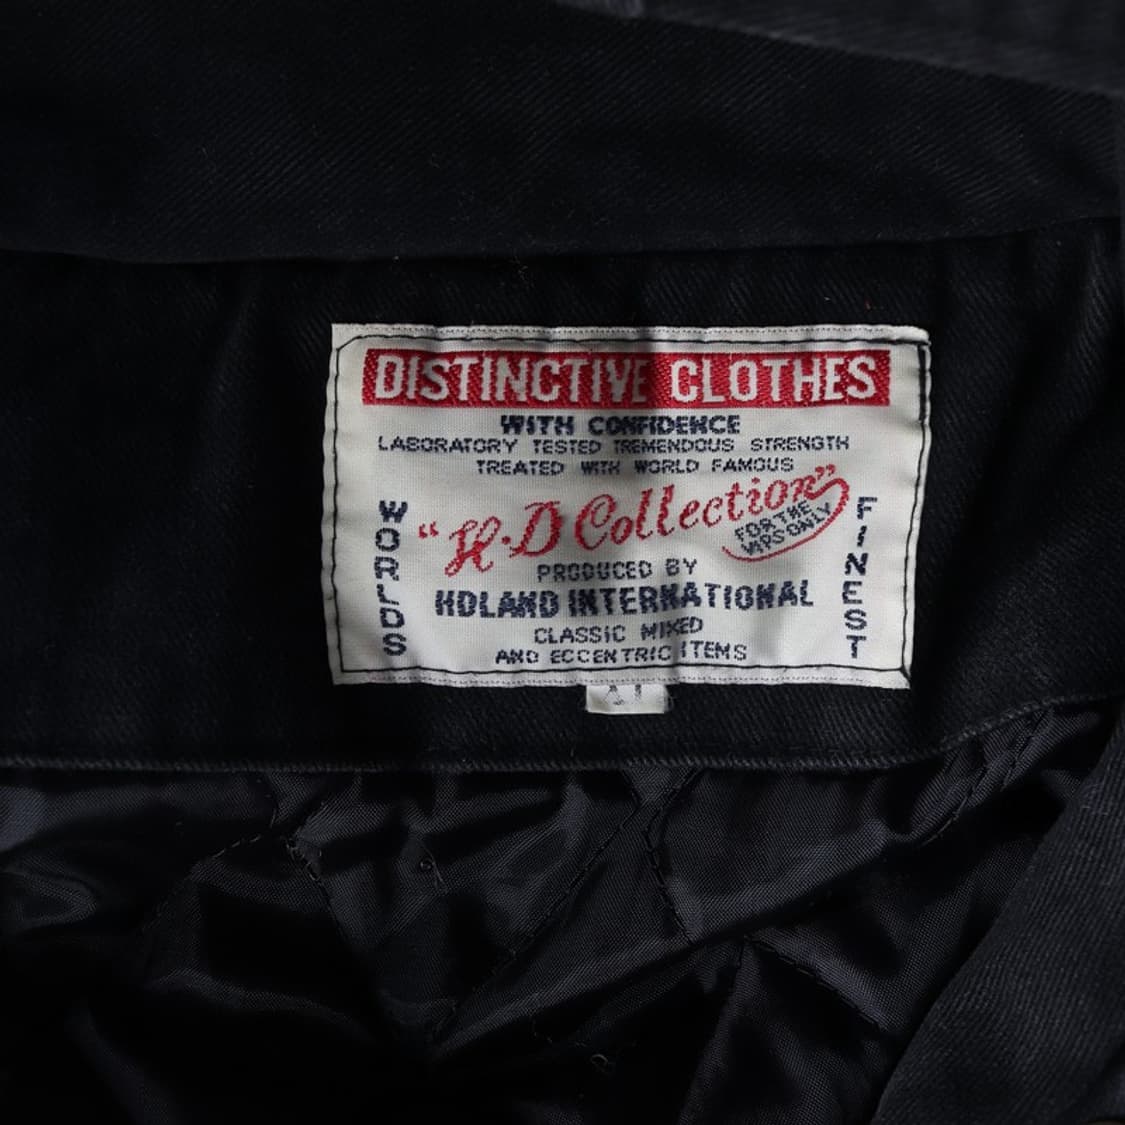 DISTINCTIVE CLOTHES
WITH CONFIDENCE
LABORATORY TESTED TREMENDOUS STRENGTH
TREATED WITH WORLD FAMOUS
WORLDS
"H.D Collection"
FOR THE
VIPS ONLY
FINEST
PRODUCED BY
HOLAND INTERNATIONAL
CLASSIC MIXED
AND ECCENTRIC ITEMS